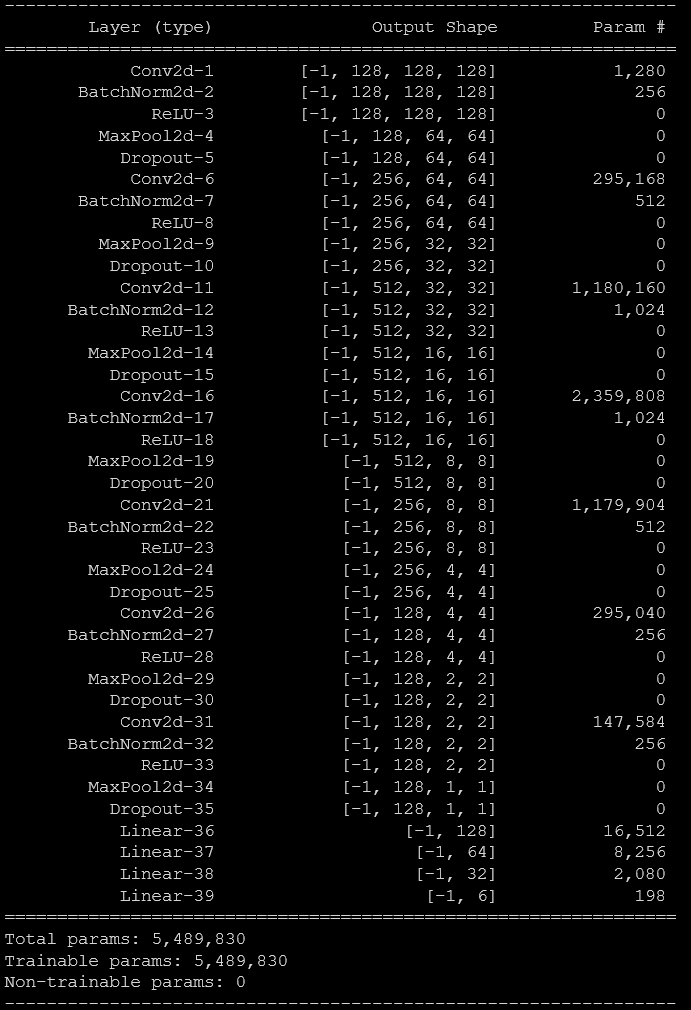 Layer (type) Output Shape Param #
Conv2d-1 [-1, 128, 128, 128] 1,280
BatchNorm2d-2 [-1, 128, 128, 128] 256
ReLU-3 [-1, 128, 128, 128] 0
MaxPool2d-4 [-1, 128, 64, 64] 0
Dropout-5 [-1, 128, 64, 64] 0
Conv2d-6 [-1, 256, 64, 64] 295,168
BatchNorm2d-7 [-1, 256, 64, 64] 512
ReLU-8 [-1, 256, 64, 64] 0
MaxPool2d-9 [-1, 256, 32, 32] 0
Dropout-10 [-1, 256, 32, 32] 0
Conv2d-11 [-1, 512, 32, 32] 1,180,160
BatchNorm2d-12 [-1, 512, 32, 32] 1,024
ReLU-13 [-1, 512, 32, 32] 0
MaxPool2d-14 [-1, 512, 16, 16] 0
Dropout-15 [-1, 512, 16, 16] 0
Conv2d-16 [-1, 512, 16, 16] 2,359,808
BatchNorm2d-17 [-1, 512, 16, 16] 1,024
ReLU-18 [-1, 512, 16, 16] 0
MaxPool2d-19 [-1, 512, 8, 8] 0
Dropout-20 [-1, 512, 8, 8] 0
Conv2d-21 [-1, 256, 8, 8] 1,179,904
BatchNorm2d-22 [-1, 256, 8, 8] 512
ReLU-23 [-1, 256, 8, 8] 0
MaxPool2d-24 [-1, 256, 4, 4] 0
Dropout-25 [-1, 256, 4, 4] 0
Conv2d-26 [-1, 128, 4, 4] 295,040
BatchNorm2d-27 [-1, 128, 4, 4] 256
ReLU-28 [-1, 128, 4, 4] 0
MaxPool2d-29 [-1, 128, 2, 2] 0
Dropout-30 [-1, 128, 2, 2] 0
Conv2d-31 [-1, 128, 2, 2] 147,584
BatchNorm2d-32 [-1, 128, 2, 2] 256
ReLU-33 [-1, 128, 2, 2] 0
MaxPool2d-34 [-1, 128, 1, 1] 0
Dropout-35 [-1, 128, 1, 1] 0
Linear-36 [-1, 128] 16,512
Linear-37 [-1, 64] 8,256
Linear-38 [-1, 32] 2,080
Linear-39 [-1, 6] 198
Total params: 5,489,830
Trainable params: 5,489,830
Non-trainable params: 0